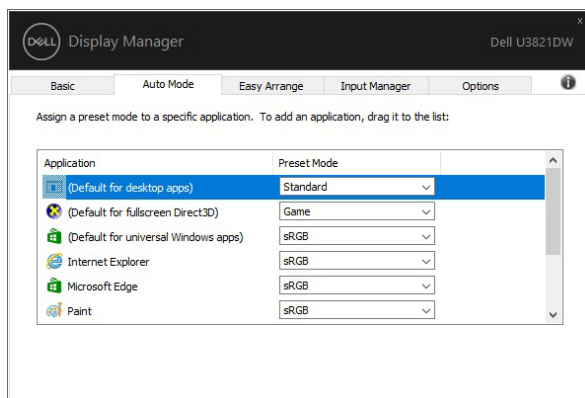 DELL Display Manager Dell U3821DW
Basic Auto Mode Easy Arrange Input Manager Options
Assign a preset mode to a specific application. To add an application, drag it to the list:
Application Preset Mode
(Default for desktop apps) Standard
(Default for fullscreen Direct3D) Game
(Default for universal Windows apps) sRGB
Internet Explorer sRGB
Microsoft Edge sRGB
Paint sRGB